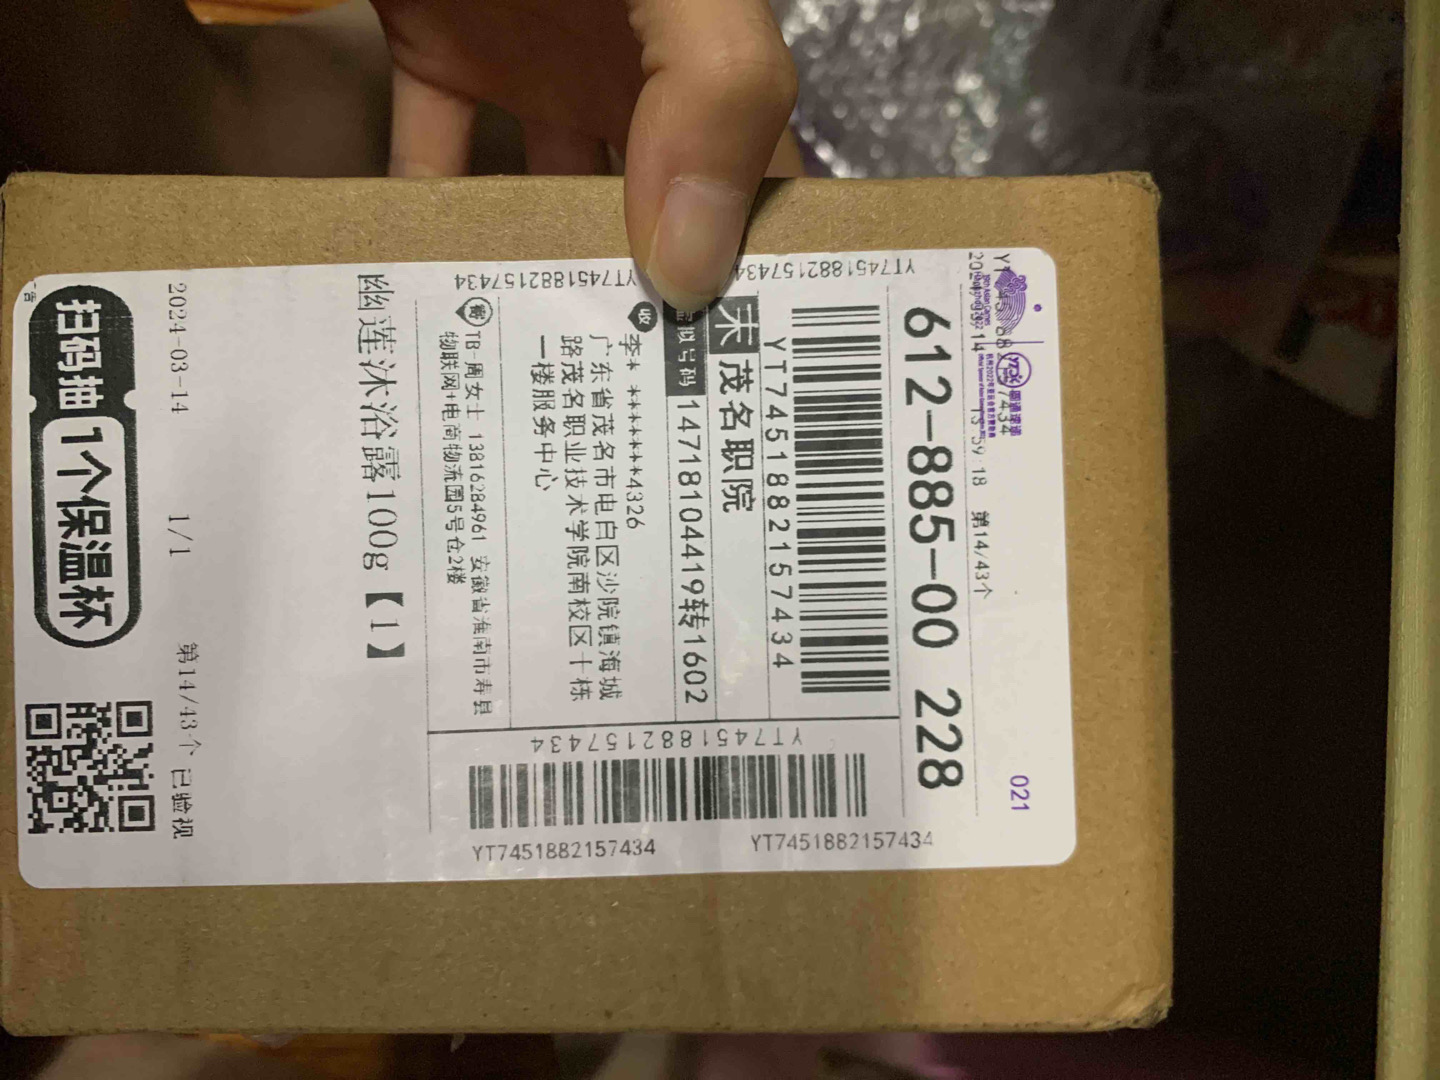 圆通速递
021
第14/43个
612-885-00 228
YT7451882157434
末 茂名职院
14718104419转1602
收 李* *******4326
广东省茂名市电白区沙院镇海城
路茂名职业技术学院南校区十栋
一楼服务中心
寄 TB-周女士 13816284961 安徽省淮南市寿县
物联网+电商物流园5号仓2楼
YT7451882157434
YT7451882157434
YT7451882157434
YT7451882157434
YT7451882157434
幽莲沐浴露100g【1】
2024-03-14 1/1 第14/43个 已验视
广告
扫码抽
1个保温杯